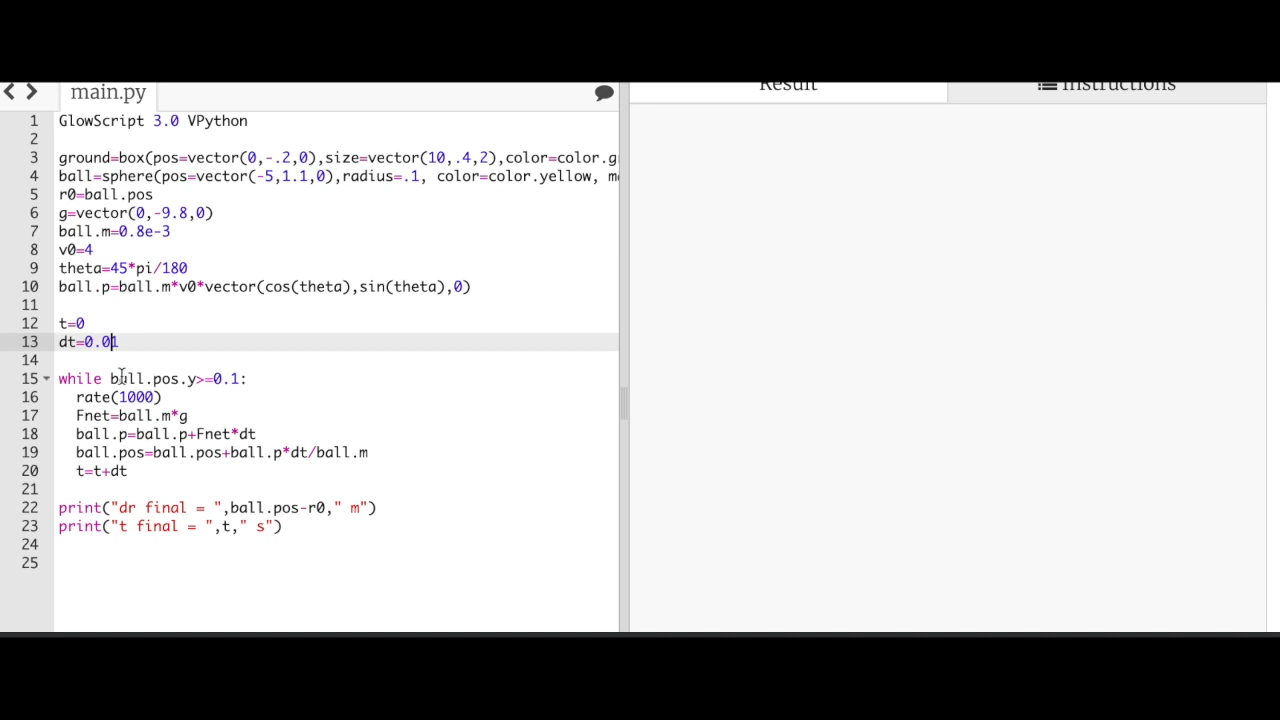 main.py
Result
Instructions
1 GlowScript 3.0 VPython
2
3 ground=box(pos=vector(0,-.2,0),size=vector(10,.4,2),color=color.g
4 ball=sphere(pos=vector(-5,1.1,0),radius=.1, color=color.yellow, m
5 r0=ball.pos
6 g=vector(0,-9.8,0)
7 ball.m=0.8e-3
8 v0=4
9 theta=45*pi/180
10 ball.p=ball.m*v0*vector(cos(theta),sin(theta),0)
11
12 t=0
13 dt=0.01
14
15 while ball.pos.y>=0.1:
16 rate(1000)
17 Fnet=ball.m*g
18 ball.p=ball.p+Fnet*dt
19 ball.pos=ball.pos+ball.p*dt/ball.m
20 t=t+dt
21
22 print("dr final = ",ball.pos-r0," m")
23 print("t final = ",t," s")
24
25